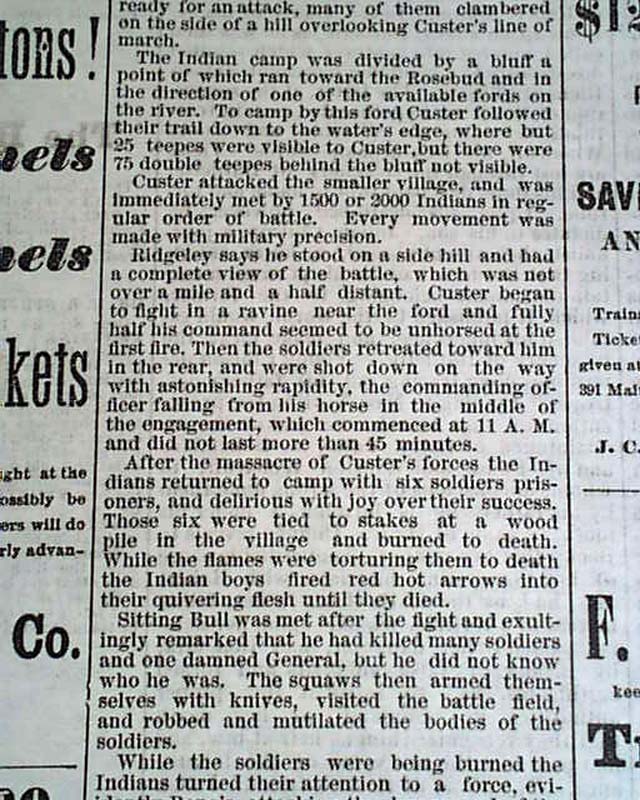 ready for an attack, many of them clambered
on the side of a hill overlooking Custer's line of
march.
The Indian camp was divided by a bluff a
point of which ran toward the Rosebud and in
the direction of one of the available fords on
the river. To camp by this ford Custer followed
their trail down to the water's edge, where but
25 teepes were visible to Custer,but there were
75 double teepes behind the bluff not visible.
Custer attacked the smaller village, and was
immediately met by 1500 or 2000 Indians in reg-
ular order of battle. Every movement was
made with military precision.
Ridgeley says he stood on a side hill and had
a complete view of the battle, which was not
over a mile and a half distant. Custer began
to fight in a ravine near the ford and fully
half his command seemed to be unhorsed at the
first fire. Then the soldiers retreated toward him
in the rear, and were shot down on the way
with astonishing rapidity, the commanding of-
ficer falling from his horse in the middle of
the engagement, which commenced at 11 A. M.
and did not last more than 45 minutes.
After the massacre of Custer's forces the In-
dians returned to camp with six soldiers pris-
oners, and delirious with joy over their success.
Those six were tied to stakes at a wood
pile in the village and burned to death.
While the flames were torturing them to death
the Indian boys fired red hot arrows into
their quivering flesh until they died.
Sitting Bull was met after the fight and exult-
ingly remarked that he had killed many soldiers
and one damned General, but he did not know
who he was. The squaws then armed them-
selves with knives, visited the battle field,
and robbed and mutilated the bodies of the
soldiers.
While the soldiers were being burned the
Indians turned their attention to a force, evi-
tons!
nels
nels
kets
ght at the
ossibly be
ers will do
rly advan-
Co.
SAV
AN
Trains
Ticke
given at
391 Mai
J. C.
F.
kee